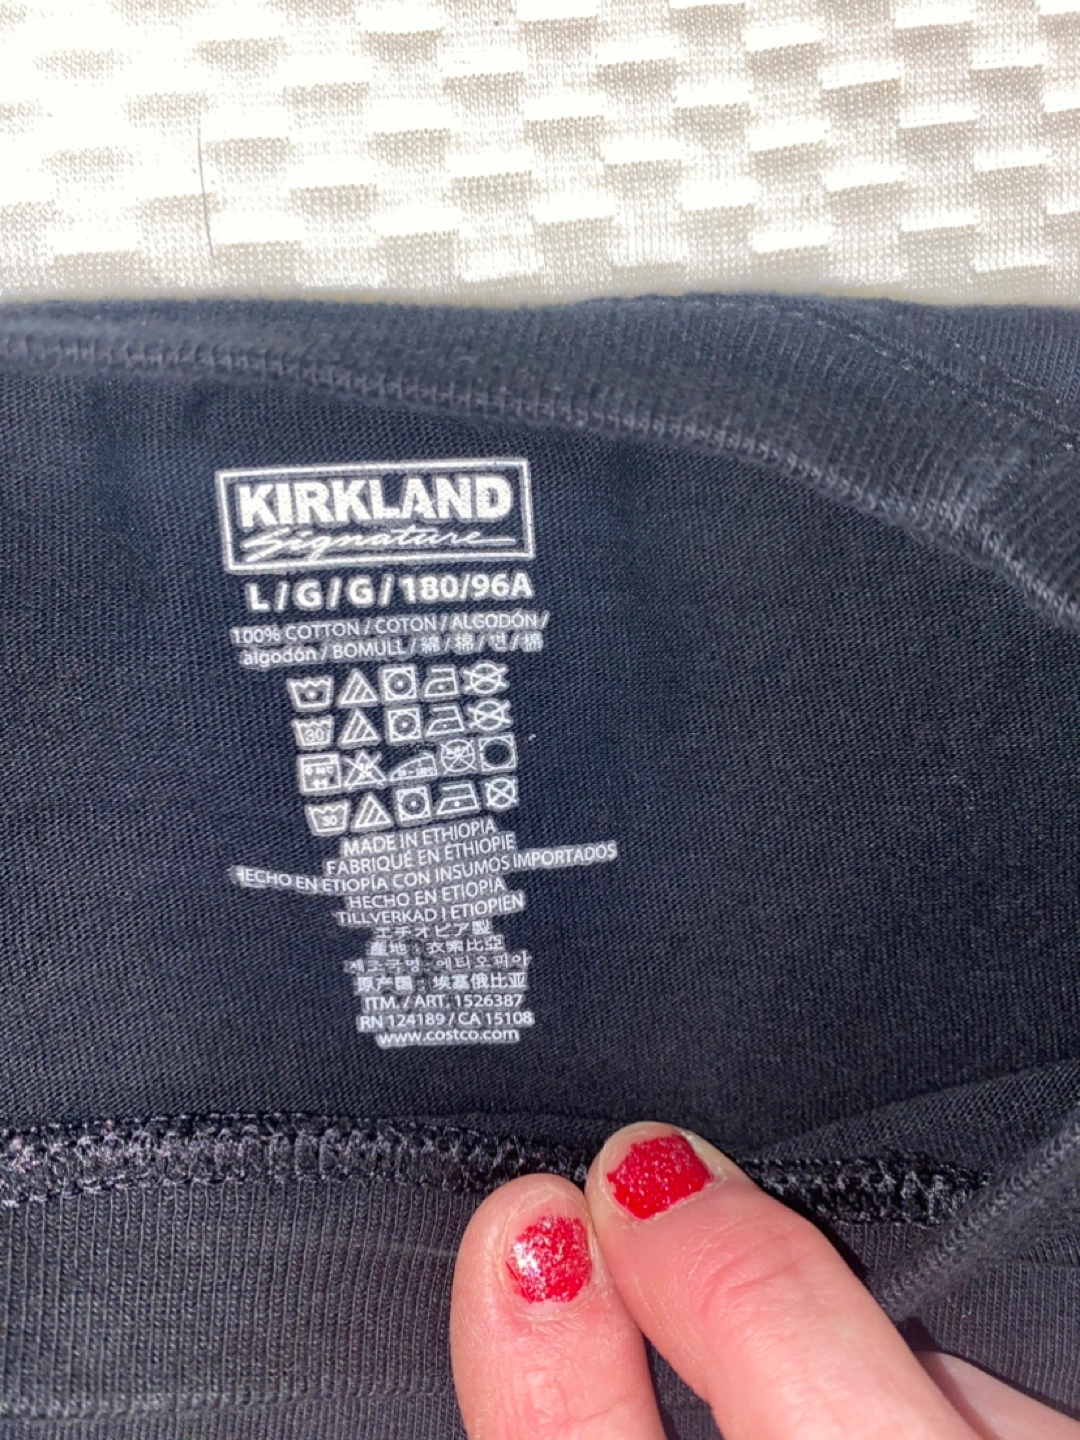 KIRKLAND
Signature
L / G / G / 180/96A
100% COTTON / COTON / ALGODÓN /
algodón / BOMULL / 綿 / 棉 / 면 / 棉
30
30
MADE IN ETHIOPIA
FABRIQUÉ EN ÉTHIOPIE
HECHO EN ETIOPÍA CON INSUMOS IMPORTADOS
HECHO EN ETIOPÍA
TILLVERKAD I ETIOPIEN
エチオピア製
產地 : 衣索比亞
제조국명 : 에티오피아
原产国 : 埃塞俄比亚
ITM. / ART. 1526387
RN 124189 / CA 15108
www.costco.com